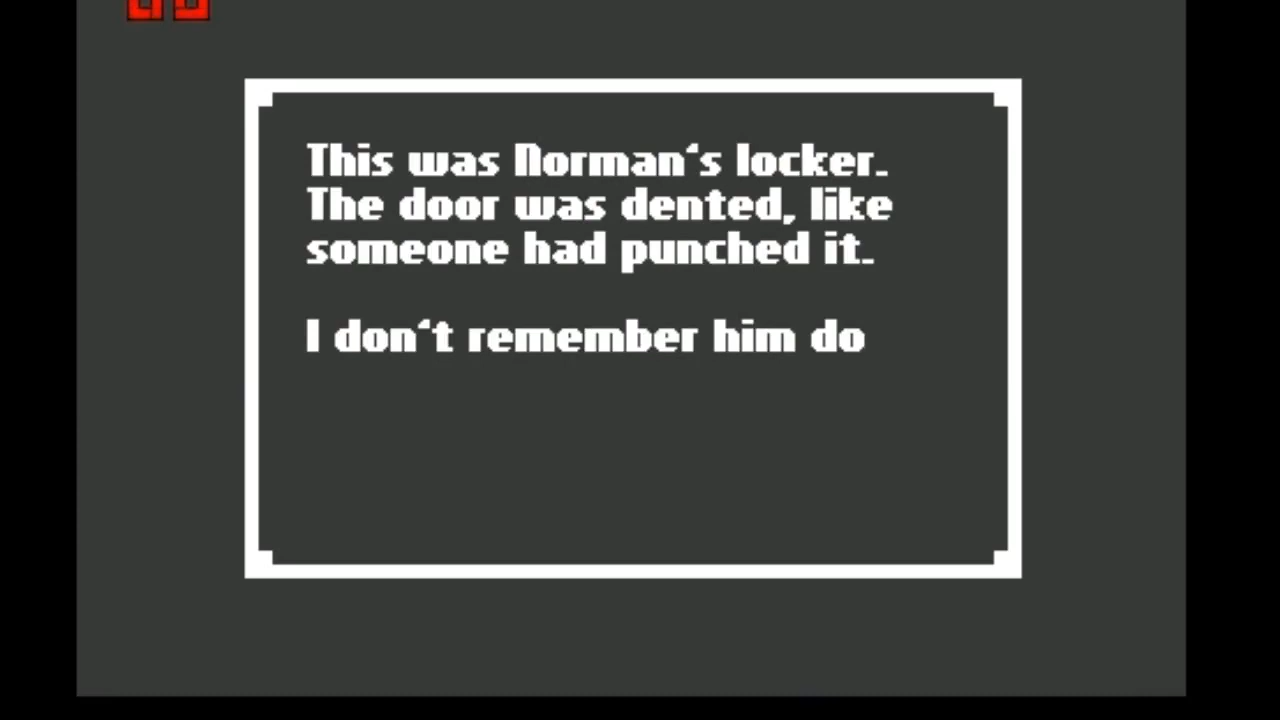 This was Norman's locker.
The door was dented, like
someone had punched it.
I don't remember him do